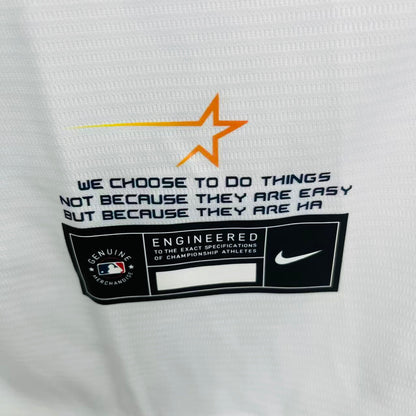 WE CHOOSE TO DO THINGS
NOT BECAUSE THEY ARE EASY
BUT BECAUSE THEY ARE HA
GENUINE
MERCHANDISE
ENGINEERED
TO THE EXACT SPECIFICATIONS
OF CHAMPIONSHIP ATHLETES